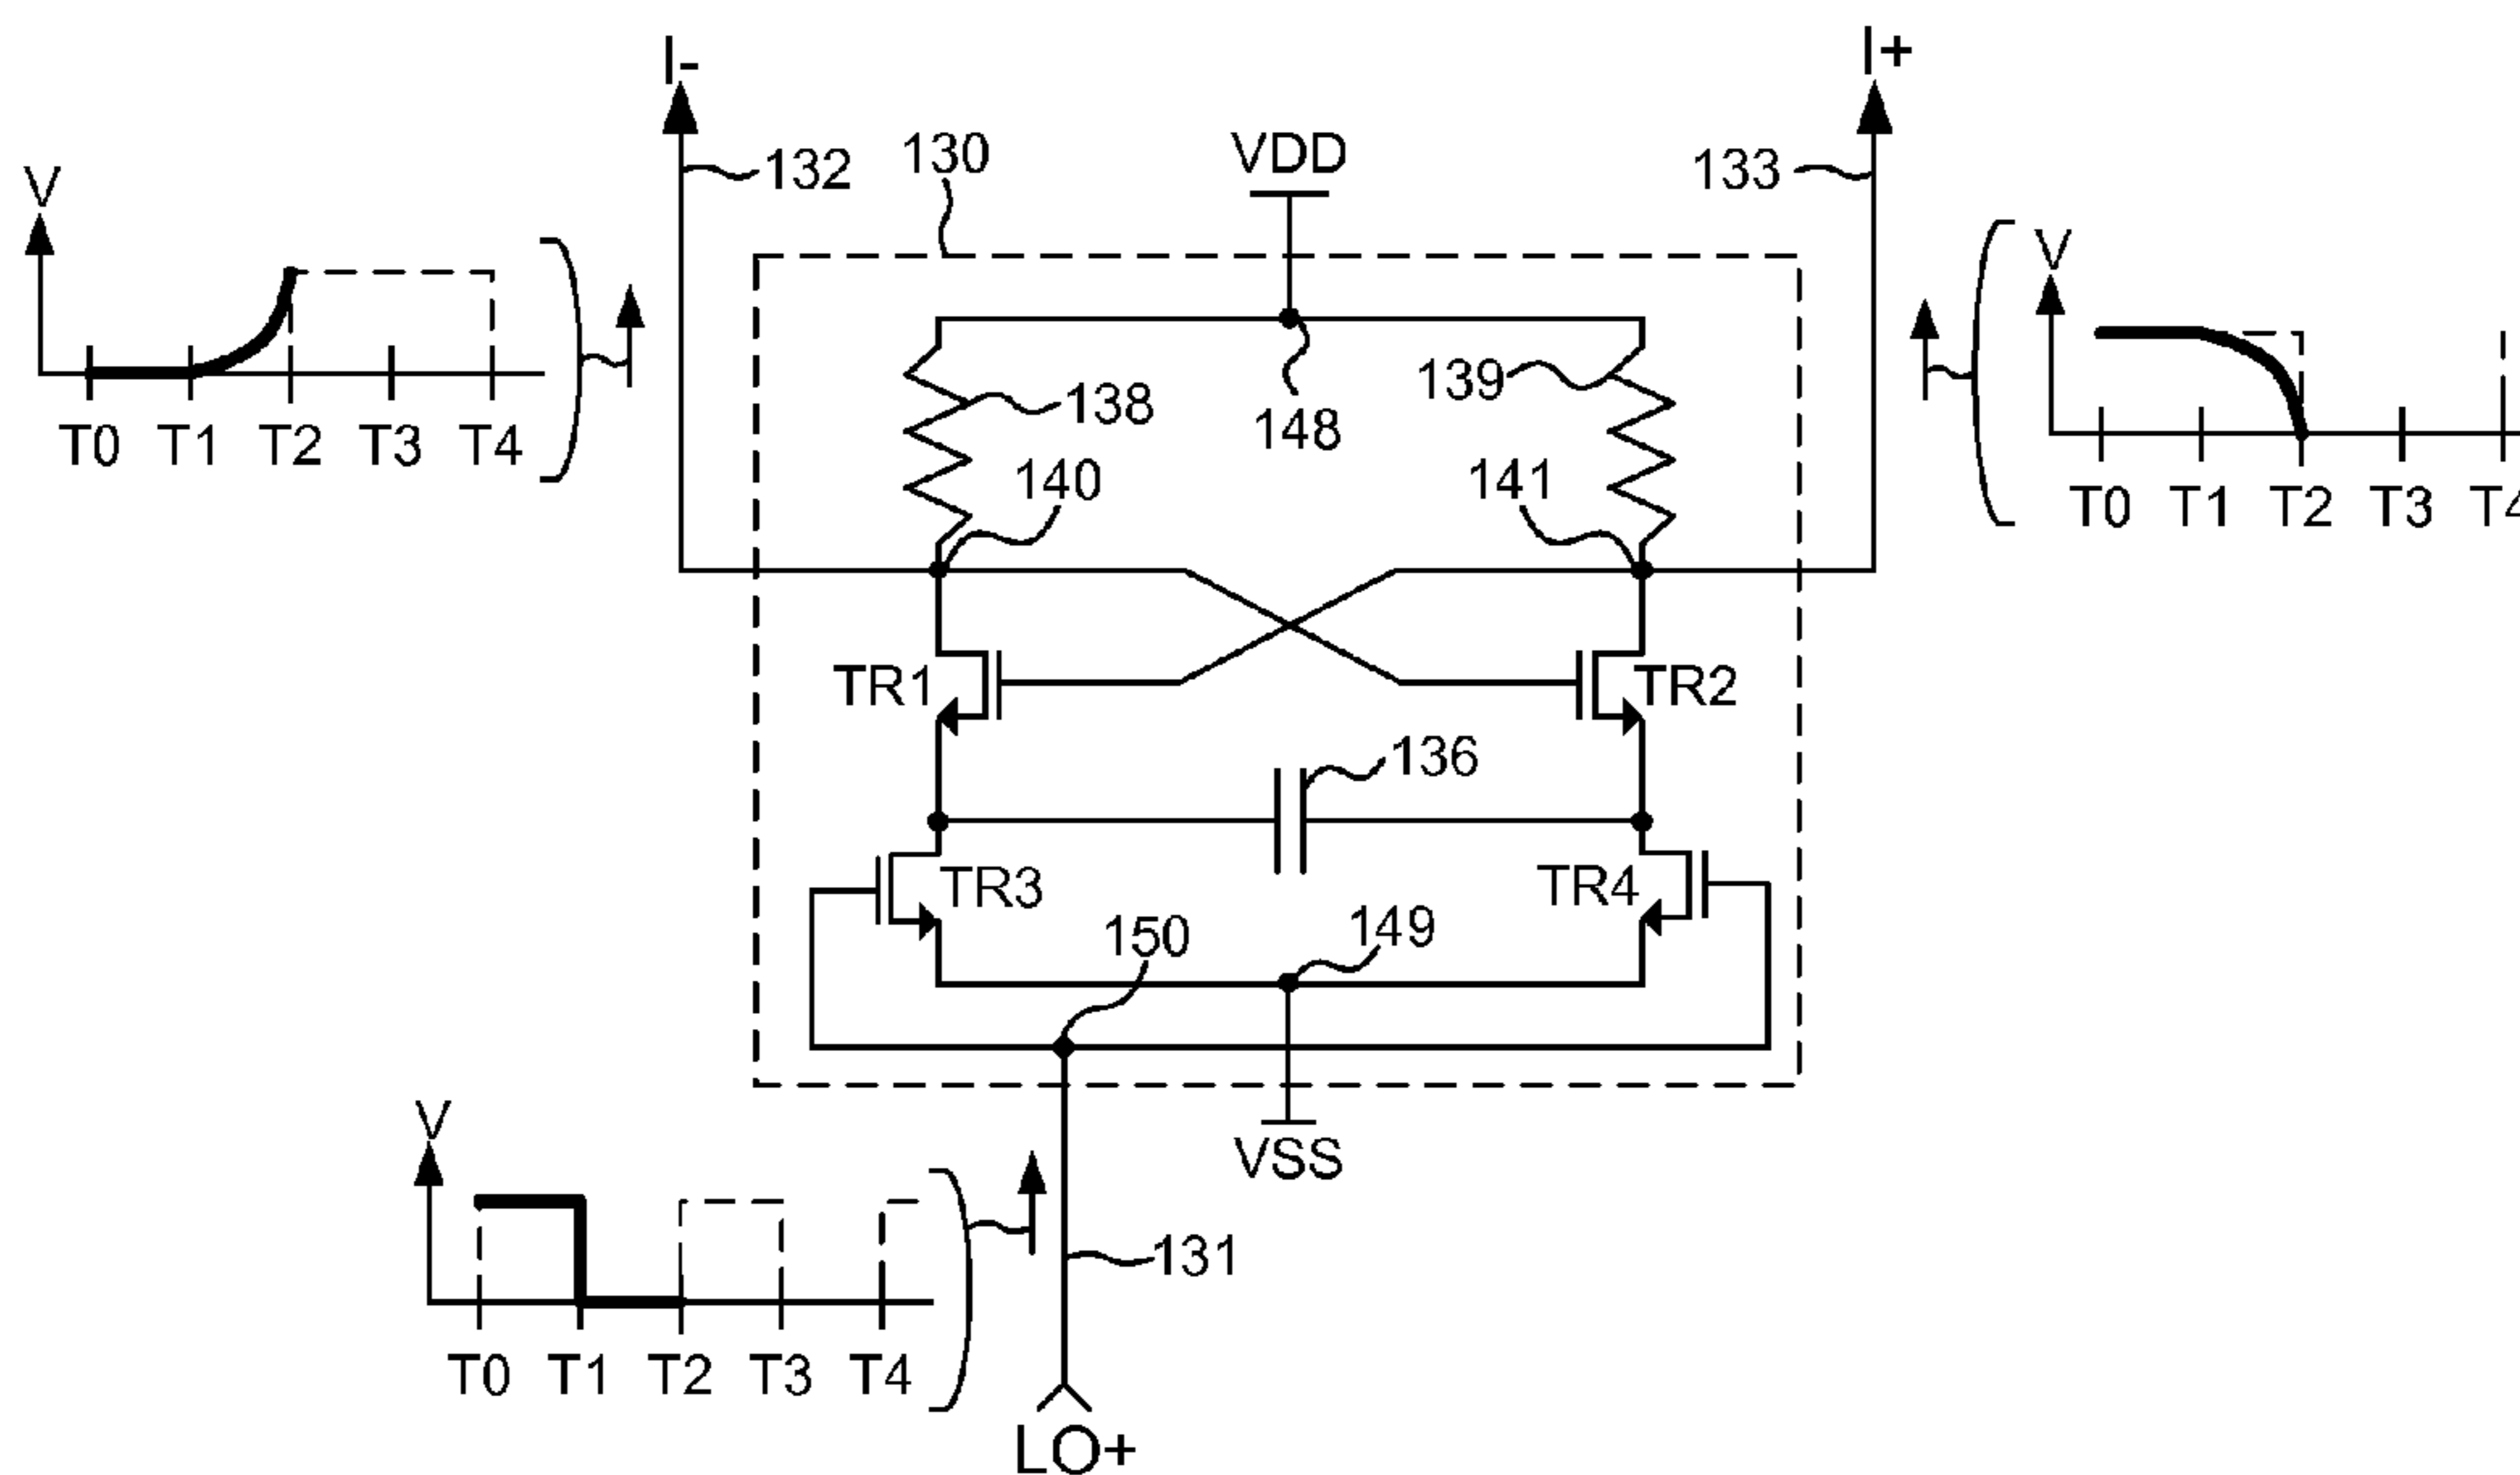 I-
I+
130
VDD
132
133
V
V
138
139
148
T0 T1 T2 T3 T4
140
141
T0 T1 T2 T3 T4
TR1
TR2
136
TR3
TR4
150
149
V
VSS
131
T0 T1 T2 T3 T4
LO+